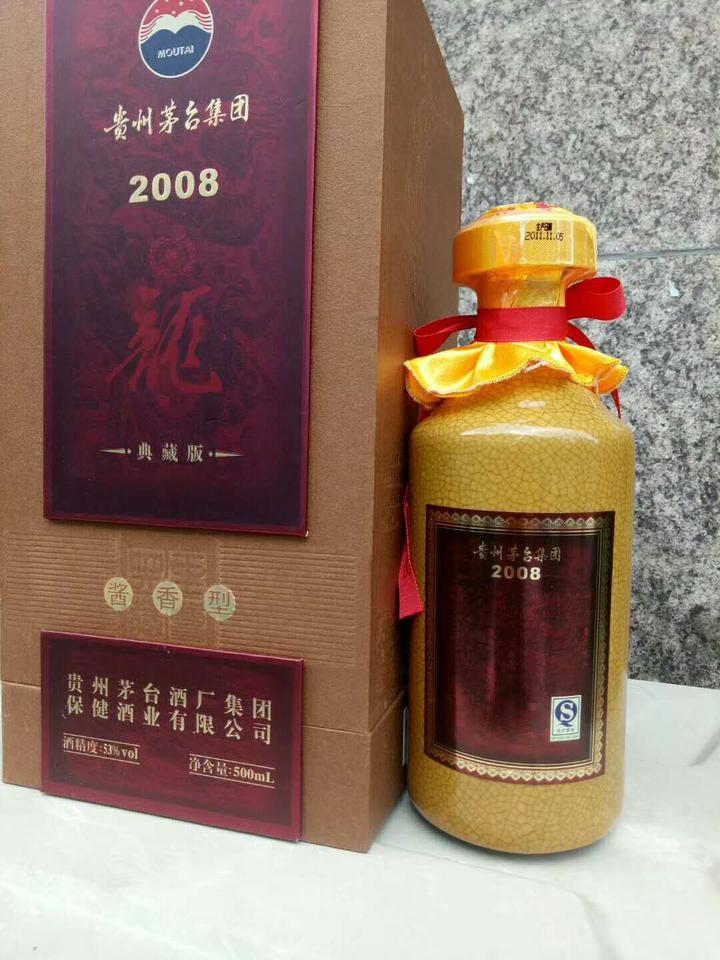 MOUTAI
贵州茅台集团
2008
龍
典藏版
酱香型
贵州茅台酒厂集团
保健酒业有限公司
酒精度:53%vol
净含量:500mL
2011.11.05
贵州茅台集团
2008